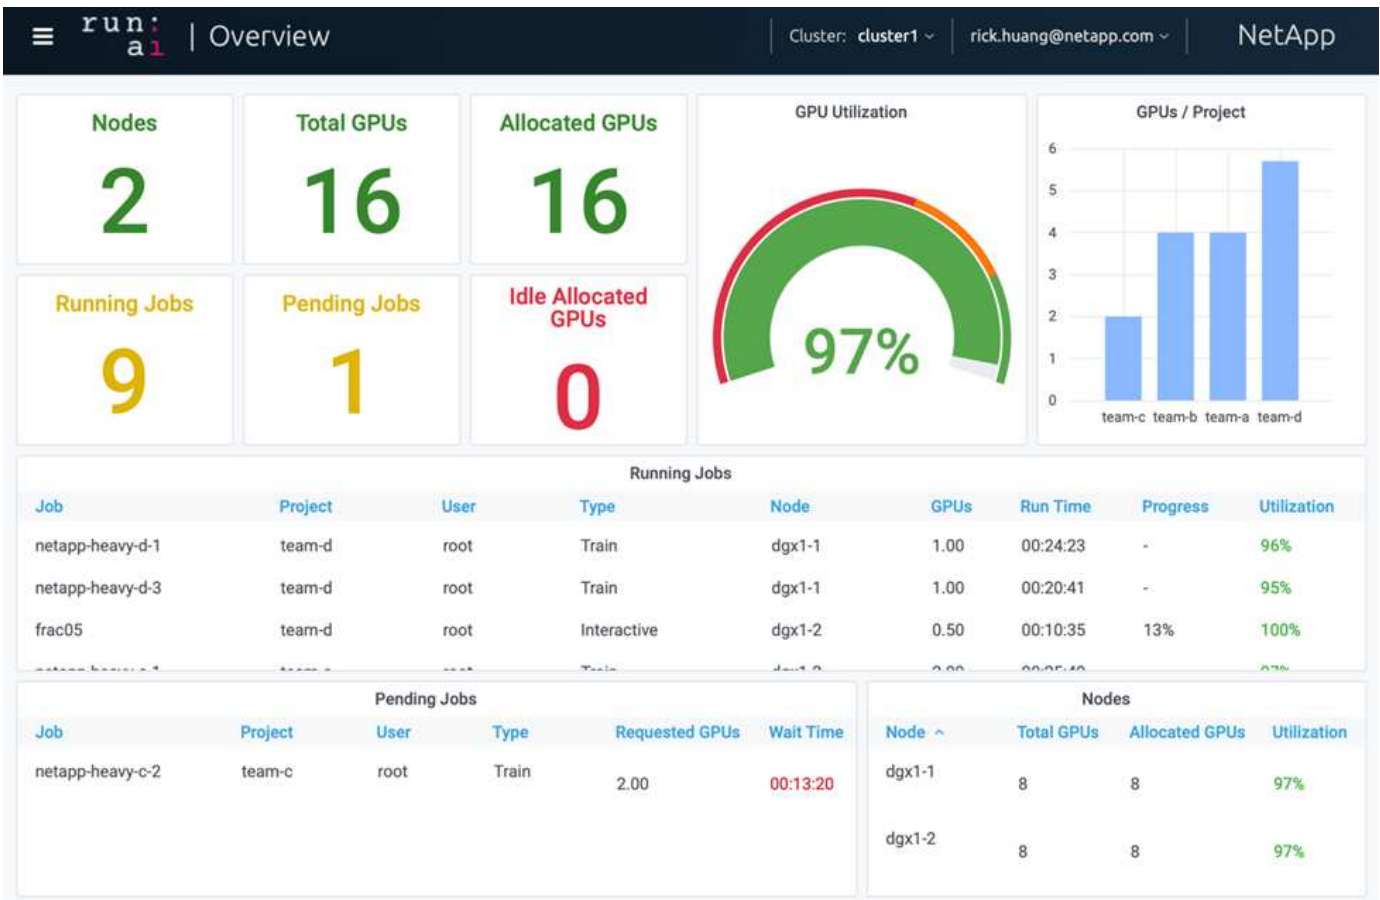 run:
ai | Overview
Cluster: cluster1
rick.huang@netapp.com
NetApp
Nodes
2
Total GPUs
16
Allocated GPUs
16
Running Jobs
9
Pending Jobs
1
Idle Allocated
GPUs
0
GPU Utilization
97%
GPUs / Project
6
5
4
3
2
1
0
team-c team-b team-a team-d
Running Jobs
Job Project User Type Node GPUs Run Time Progress Utilization
netapp-heavy-d-1 team-d root Train dgx1-1 1.00 00:24:23 - 96%
netapp-heavy-d-3 team-d root Train dgx1-1 1.00 00:20:41 - 95%
frac05 team-d root Interactive dgx1-2 0.50 00:10:35 13% 100%
Pending Jobs
Job Project User Type Requested GPUs Wait Time
netapp-heavy-c-2 team-c root Train 2.00 00:13:20
Nodes
Node Total GPUs Allocated GPUs Utilization
dgx1-1 8 8 97%
dgx1-2 8 8 97%